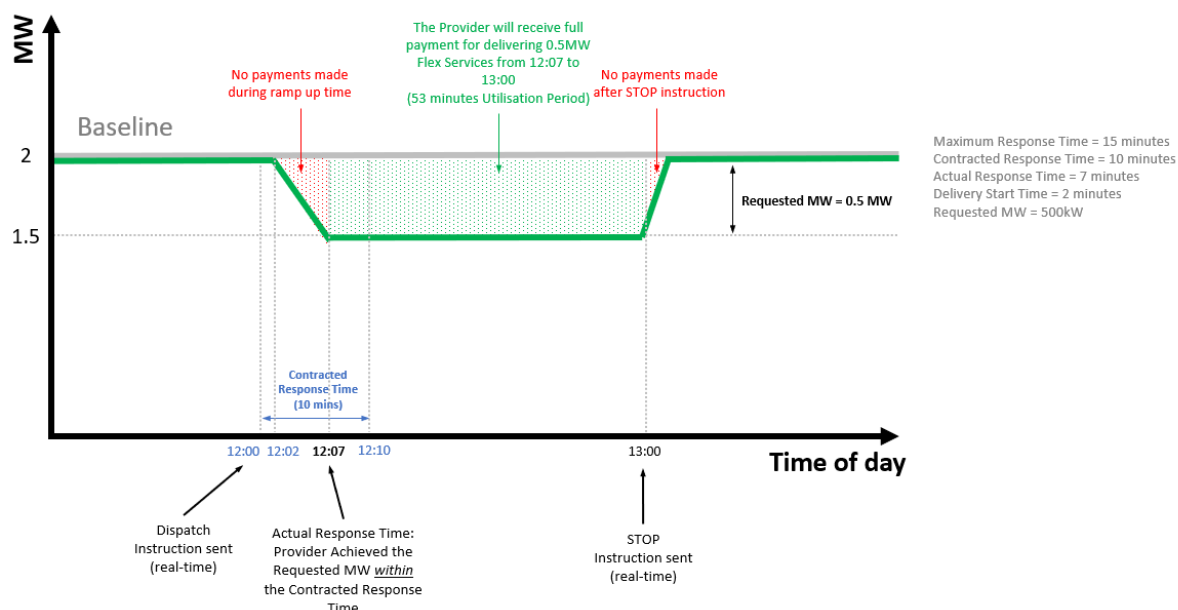 MW
The Provider will receive full
payment for delivering 0.5MW
Flex Services from 12:07 to
13:00
(53 minutes Utilisation Period)
No payments made
during ramp up time
No payments made
after STOP instruction
Baseline
2
1.5
Requested MW = 0.5 MW
Maximum Response Time = 15 minutes
Contracted Response Time = 10 minutes
Actual Response Time = 7 minutes
Delivery Start Time = 2 minutes
Requested MW = 500kW
Contracted
Response Time
(10 mins)
12:00
12:02
12:07
12:10
13:00
Time of day
Dispatch
Instruction sent
(real-time)
Actual Response Time:
Provider Achieved the
Requested MW within
the Contracted Response
Time
STOP
Instruction sent
(real-time)